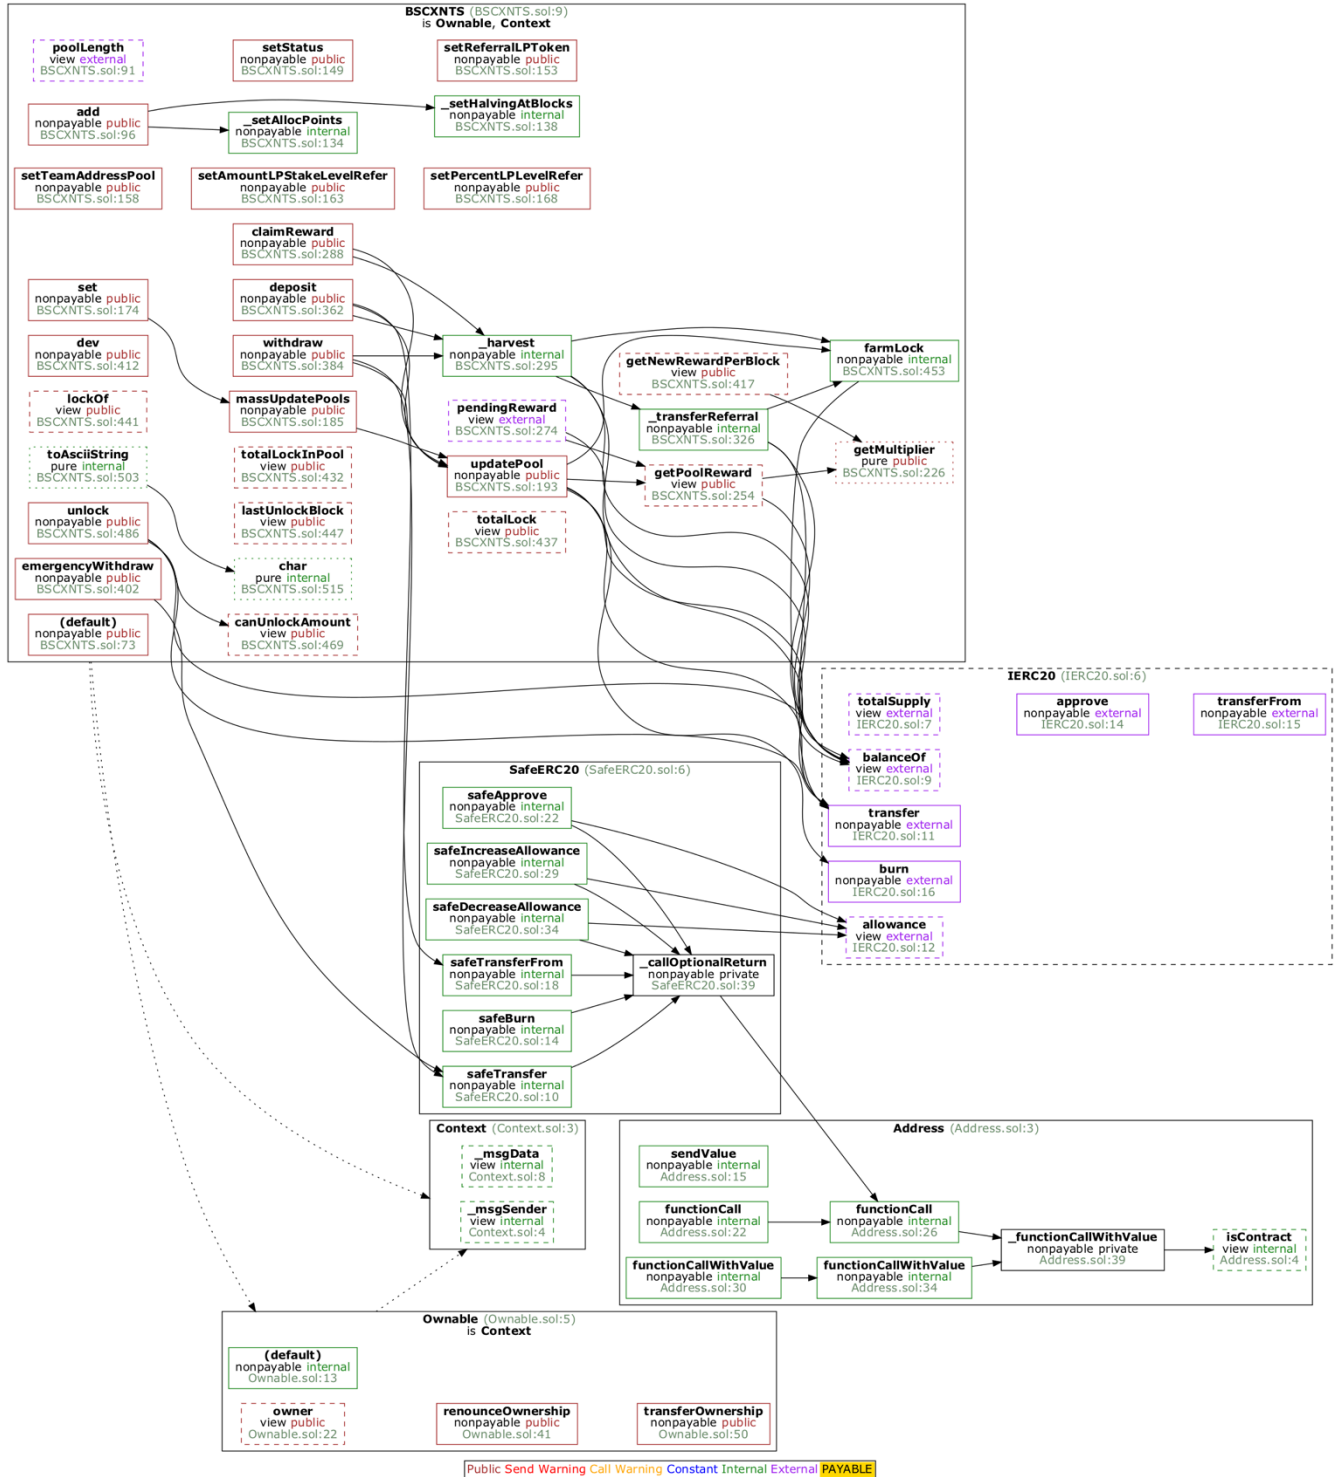 BSCXNTS (BSCXNTS.sol:9)
is Ownable, Context
poolLength
view external
BSCXNTS.sol:91
setStatus
nonpayable public
BSCXNTS.sol:149
setReferralLPToken
nonpayable public
BSCXNTS.sol:153
add
nonpayable public
BSCXNTS.sol:96
_setAllocPoints
nonpayable internal
BSCXNTS.sol:134
_setHalvingAtBlocks
nonpayable internal
BSCXNTS.sol:138
setTeamAddressPool
nonpayable public
BSCXNTS.sol:158
setAmountLPStakeLevelRefer
nonpayable public
BSCXNTS.sol:163
setPercentLPLevelRefer
nonpayable public
BSCXNTS.sol:168
claimReward
nonpayable public
BSCXNTS.sol:288
set
nonpayable public
BSCXNTS.sol:174
deposit
nonpayable public
BSCXNTS.sol:362
dev
nonpayable public
BSCXNTS.sol:412
withdraw
nonpayable public
BSCXNTS.sol:384
_harvest
nonpayable internal
BSCXNTS.sol:295
getNewRewardPerBlock
view public
BSCXNTS.sol:417
farmLock
nonpayable internal
BSCXNTS.sol:453
lockOf
view public
BSCXNTS.sol:441
massUpdatePools
nonpayable public
BSCXNTS.sol:185
pendingReward
view external
BSCXNTS.sol:274
_transferReferral
nonpayable internal
BSCXNTS.sol:326
toAsciiString
pure internal
BSCXNTS.sol:503
totalLockInPool
view public
BSCXNTS.sol:432
updatePool
nonpayable public
BSCXNTS.sol:193
getPoolReward
view public
BSCXNTS.sol:254
getMultiplier
pure public
BSCXNTS.sol:226
unlock
nonpayable public
BSCXNTS.sol:486
lastUnlockBlock
view public
BSCXNTS.sol:447
totalLock
view public
BSCXNTS.sol:437
emergencyWithdraw
nonpayable public
BSCXNTS.sol:402
char
pure internal
BSCXNTS.sol:515
(default)
nonpayable public
BSCXNTS.sol:73
canUnlockAmount
view public
BSCXNTS.sol:469
IERC20 (IERC20.sol:6)
totalSupply
view external
IERC20.sol:7
approve
nonpayable external
IERC20.sol:14
transferFrom
nonpayable external
IERC20.sol:15
balanceOf
view external
IERC20.sol:9
transfer
nonpayable external
IERC20.sol:11
burn
nonpayable external
IERC20.sol:16
allowance
view external
IERC20.sol:12
SafeERC20 (SafeERC20.sol:6)
safeApprove
nonpayable internal
SafeERC20.sol:22
safeIncreaseAllowance
nonpayable internal
SafeERC20.sol:29
safeDecreaseAllowance
nonpayable internal
SafeERC20.sol:34
safeTransferFrom
nonpayable internal
SafeERC20.sol:18
_callOptionalReturn
nonpayable private
SafeERC20.sol:39
safeBurn
nonpayable internal
SafeERC20.sol:14
safeTransfer
nonpayable internal
SafeERC20.sol:10
Context (Context.sol:3)
_msgData
view internal
Context.sol:8
_msgSender
view internal
Context.sol:4
Address (Address.sol:3)
sendValue
nonpayable internal
Address.sol:15
functionCall
nonpayable internal
Address.sol:22
functionCall
nonpayable internal
Address.sol:26
_functionCallWithValue
nonpayable private
Address.sol:39
isContract
view internal
Address.sol:4
functionCallWithValue
nonpayable internal
Address.sol:30
functionCallWithValue
nonpayable internal
Address.sol:34
Ownable (Ownable.sol:5)
is Context
(default)
nonpayable internal
Ownable.sol:13
owner
view public
Ownable.sol:22
renounceOwnership
nonpayable public
Ownable.sol:41
transferOwnership
nonpayable public
Ownable.sol:50
Public Send Warning Call Warning Constant Internal External PAYABLE